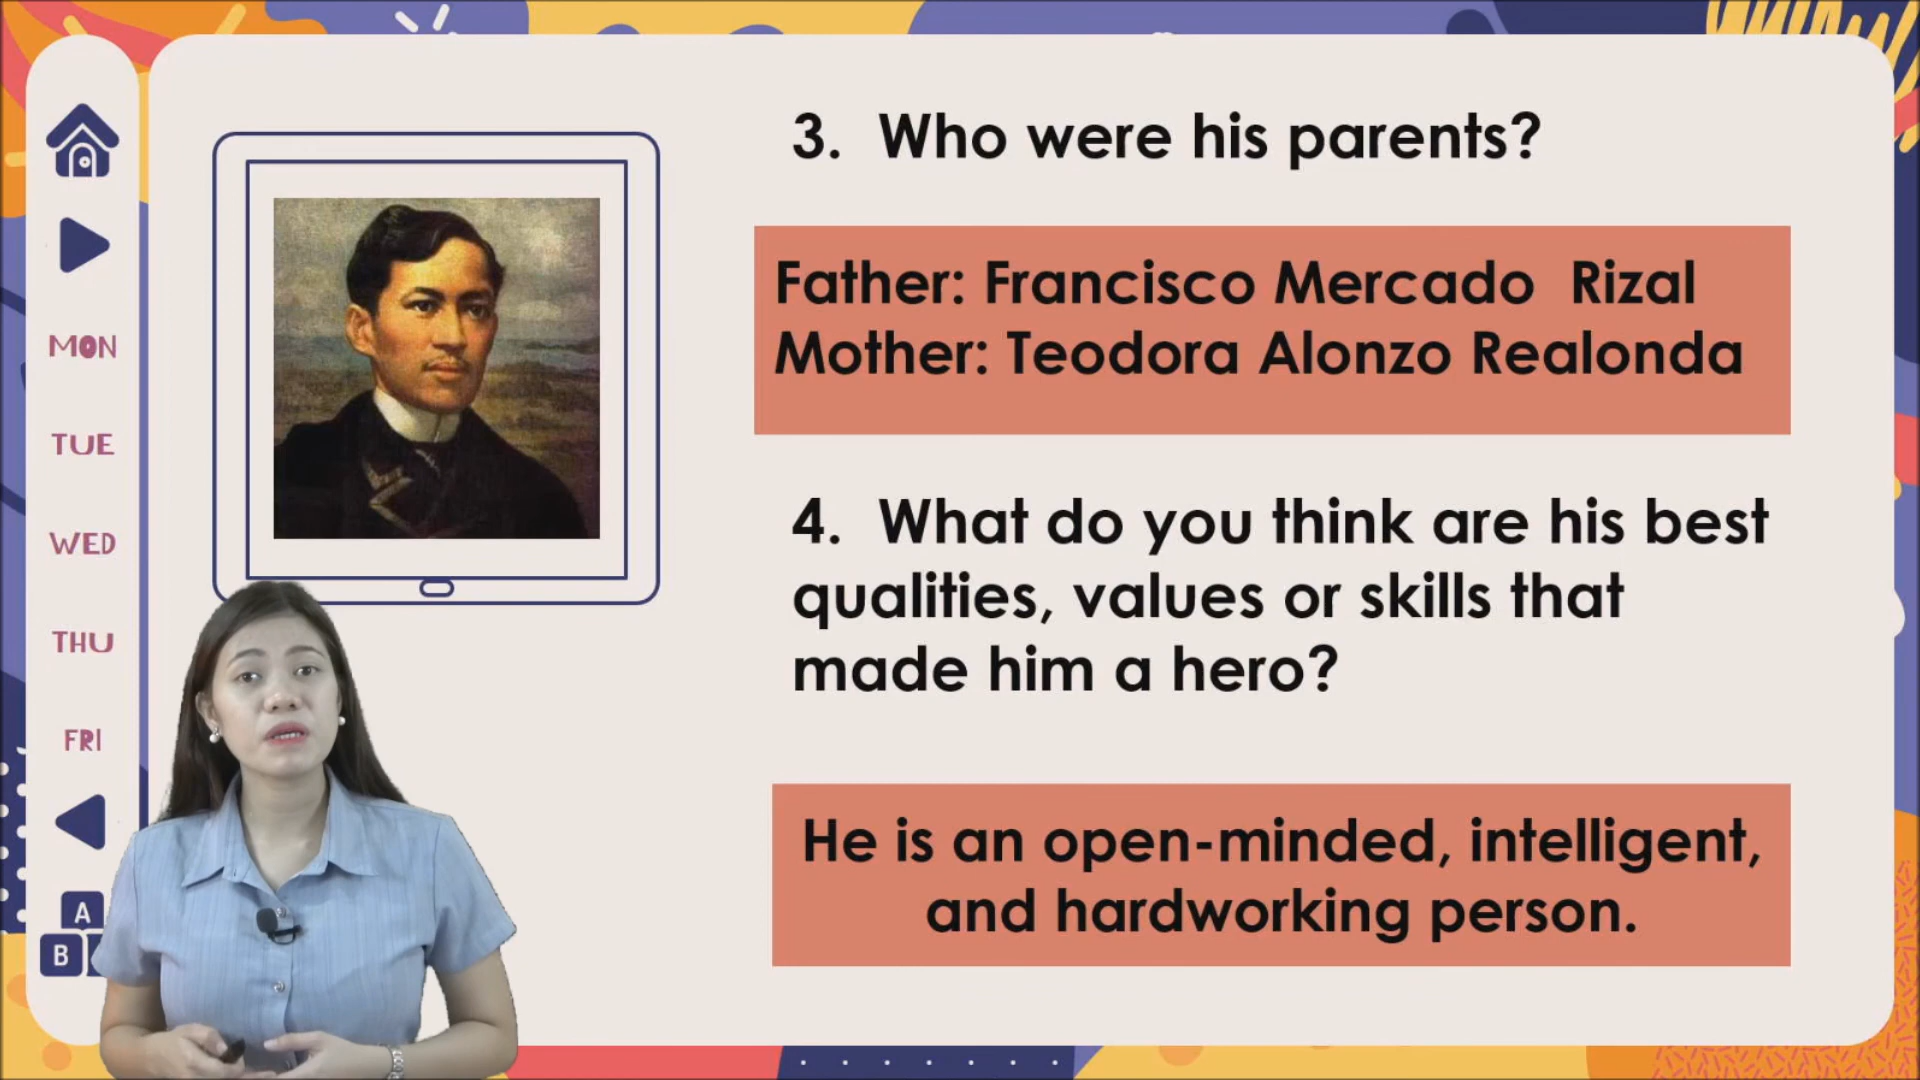 MON
TUE
WED
THU
FRI
A
B
3. Who were his parents?
Father: Francisco Mercado Rizal
Mother: Teodora Alonzo Realonda
4. What do you think are his best
qualities, values or skills that
made him a hero?
He is an open-minded, intelligent,
and hardworking person.